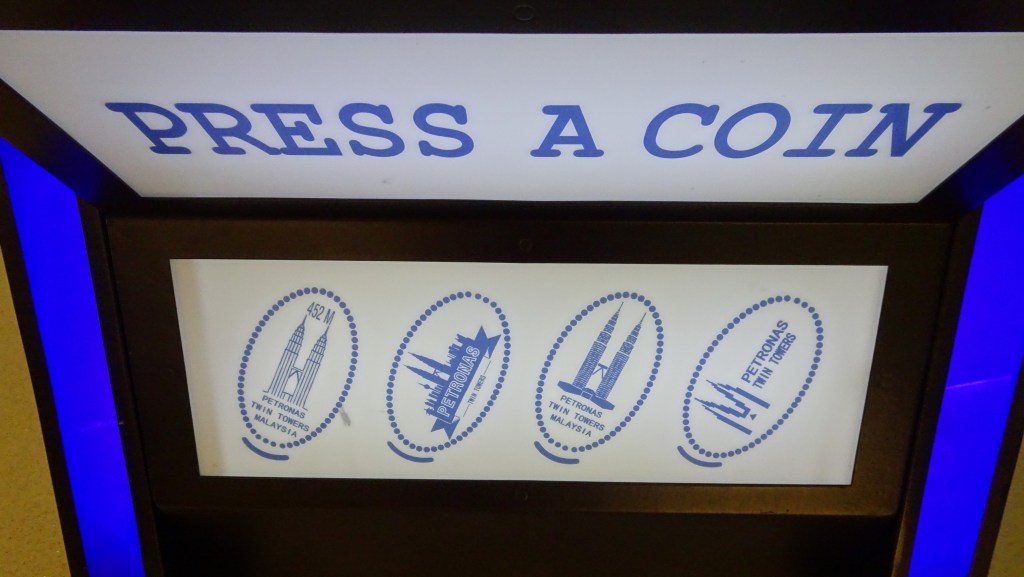 PRESS A COIN
452 M
PETRONAS
TWIN TOWERS
MALAYSIA
PETRONAS
TWIN TOWERS
PETRONAS
TWIN TOWERS
MALAYSIA
PETRONAS
TWIN TOWERS